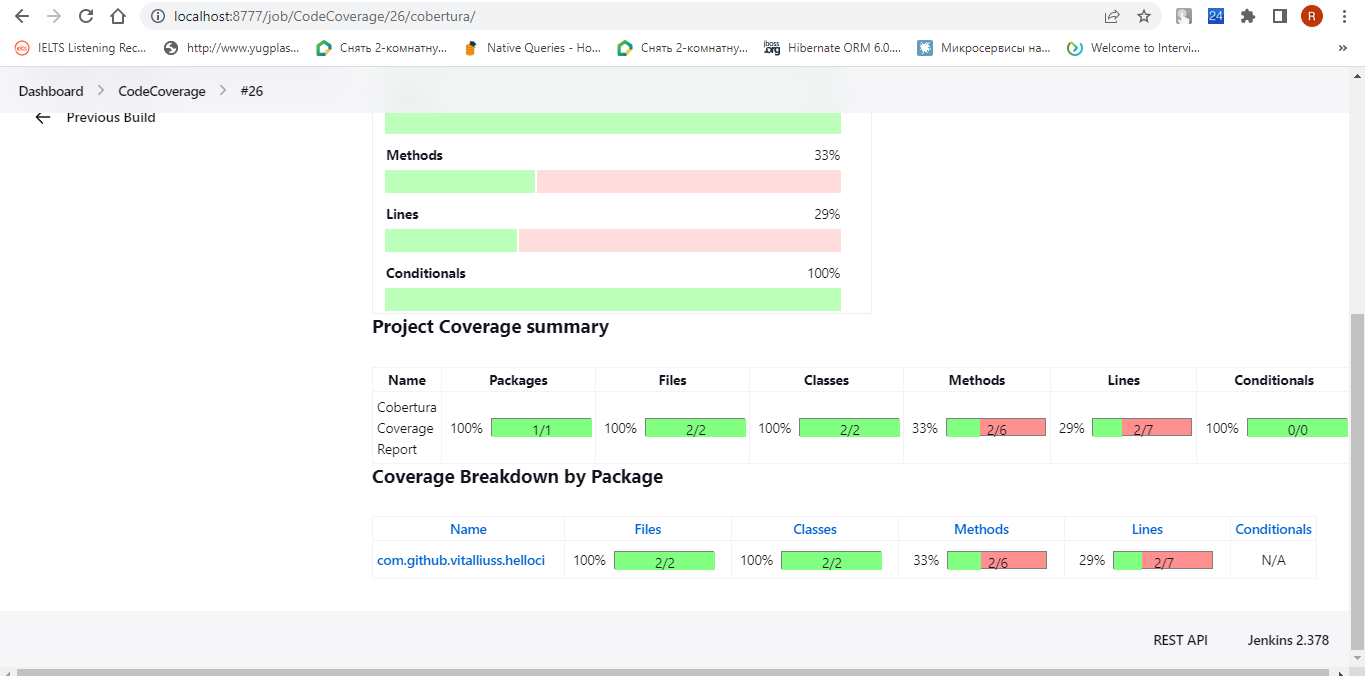 localhost:8777/job/CodeCoverage/26/cobertura/
24
R
IELTS Listening Rec...
http://www.yugplas...
Снять 2-комнатну...
Native Queries - Ho...
Снять 2-комнатну...
Hibernate ORM 6.0....
Микросервисы на...
Welcome to Intervi...
»
Dashboard > CodeCoverage > #26
Previous Build
Methods 33%
Lines 29%
Conditionals 100%
Project Coverage summary
Name Packages Files Classes Methods Lines Conditionals
Cobertura
Coverage
Report
100% 1/1 100% 2/2 100% 2/2 33% 2/6 29% 2/7 100% 0/0
Coverage Breakdown by Package
Name Files Classes Methods Lines Conditionals
com.github.vitalliuss.helloci 100% 2/2 100% 2/2 33% 2/6 29% 2/7 N/A
REST API Jenkins 2.378